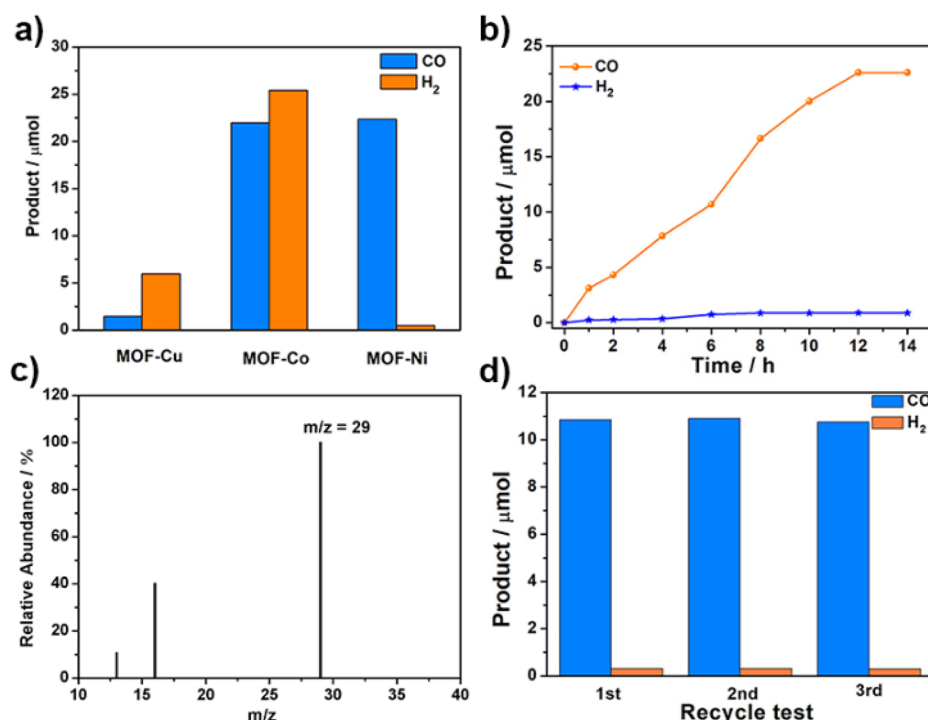 a)
30
25
20
15
10
5
0
Product / μmol
CO
H₂
MOF-Cu MOF-Co MOF-Ni
b)
25
20
15
10
5
0
Product / μmol
CO
H₂
0 2 4 6 8 10 12 14
Time / h
c)
120
100
80
60
40
20
0
Relative Abundance / %
m/z = 29
10 15 20 25 30 35 40
m/z
d)
12
10
8
6
4
2
0
Product / μmol
CO
H₂
1st 2nd 3rd
Recycle test